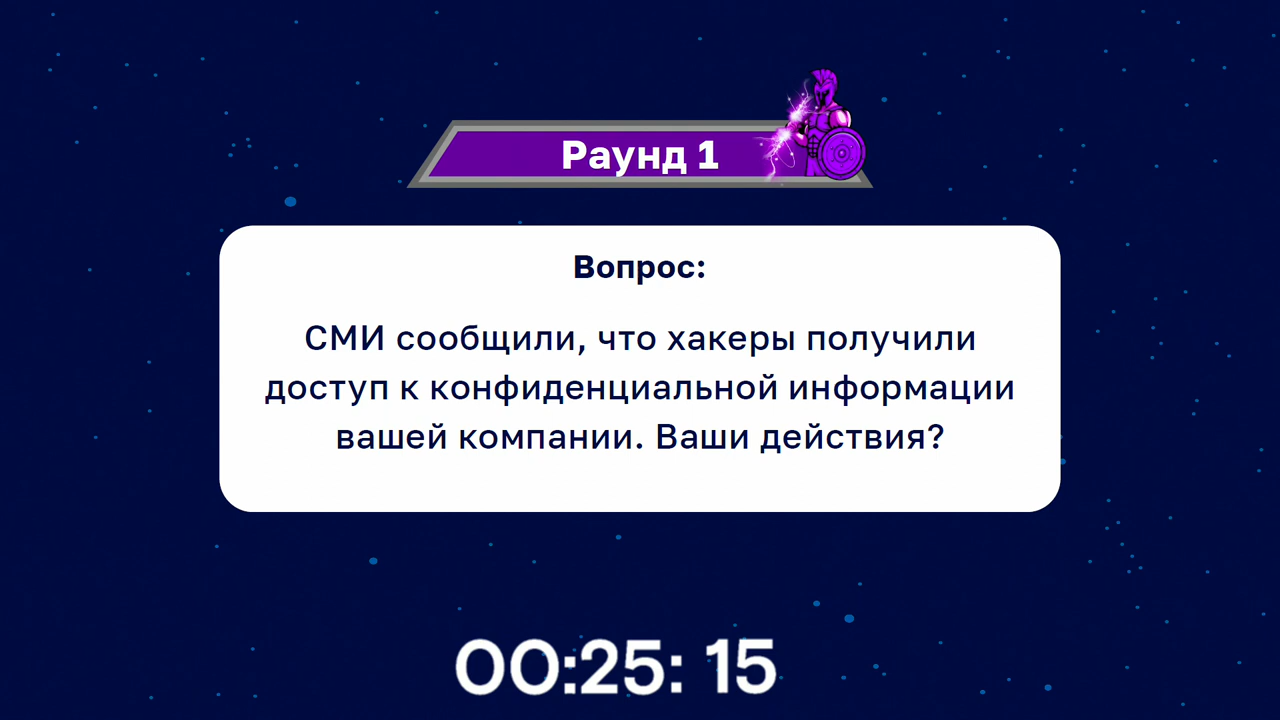 Раунд 1
Вопрос:
СМИ сообщили, что хакеры получили
доступ к конфиденциальной информации
вашей компании. Ваши действия?
00:25: 15